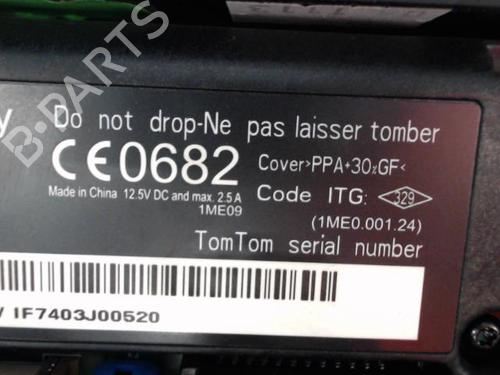 B-PARTS
y Do not drop-Ne pas laisser tomber
CE0682 Cover>PPA+30%GF<
Made in China 12.5V DC and max. 2.5A
1ME09
Code ITG: 329
(1ME0.001.24)
TomTom serial number
IF7403J00520